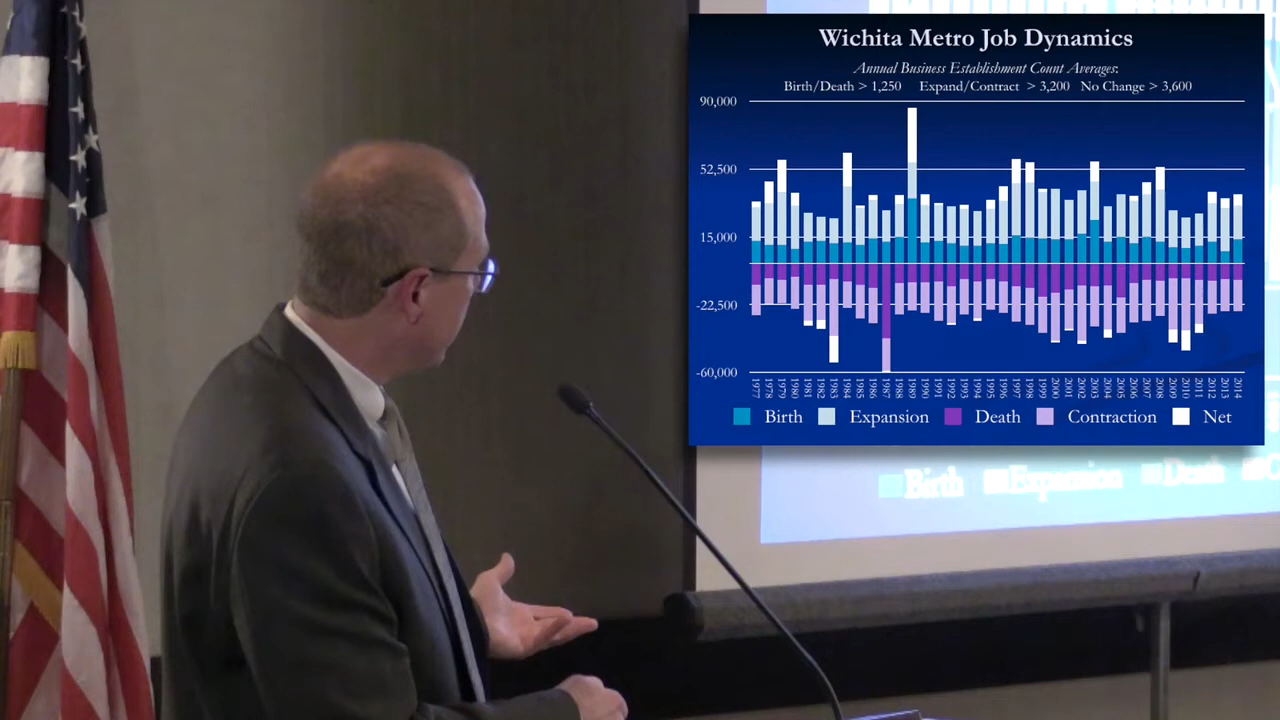 Wichita Metro Job Dynamics
Annual Business Establishment Count Averages:
Birth/Death > 1,250 Expand/Contract > 3,200 No Change > 3,600
90,000
52,500
15,000
-22,500
-60,000
1977 1978 1979 1980 1981 1982 1983 1984 1985 1986 1987 1988 1989 1990 1991 1992 1993 1994 1995 1996 1997 1998 1999 2000 2001 2002 2003 2004 2005 2006 2007 2008 2009 2010 2011 2012 2013 2014
Birth Expansion Death Contraction Net
Birth Expansion Death